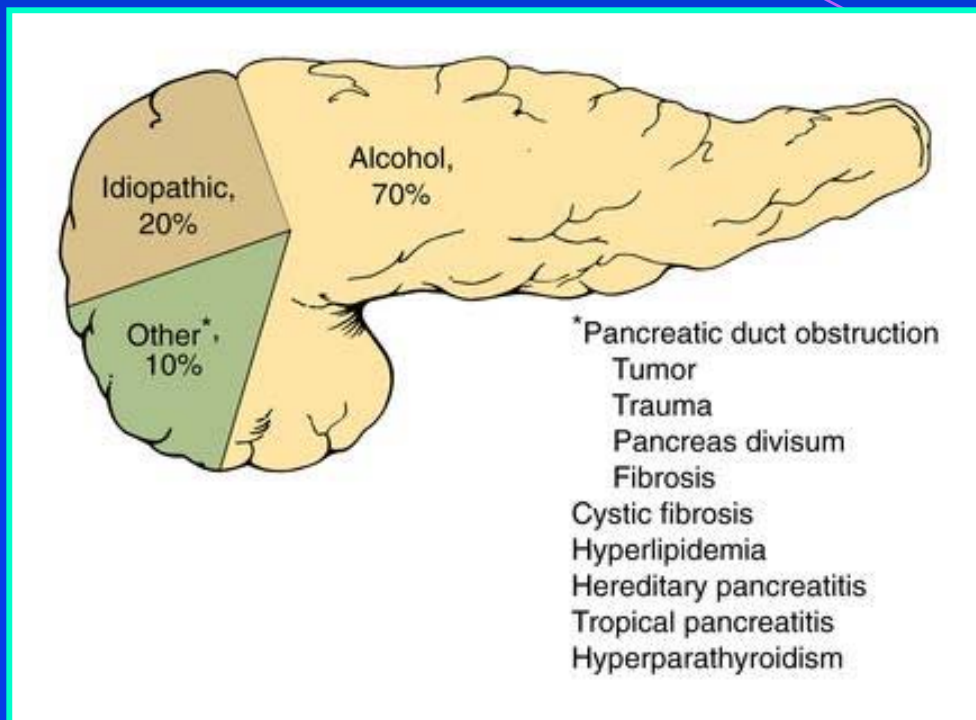 Alcohol,
70%
Idiopathic,
20%
Other*,
10%
*Pancreatic duct obstruction
Tumor
Trauma
Pancreas divisum
Fibrosis
Cystic fibrosis
Hyperlipidemia
Hereditary pancreatitis
Tropical pancreatitis
Hyperparathyroidism